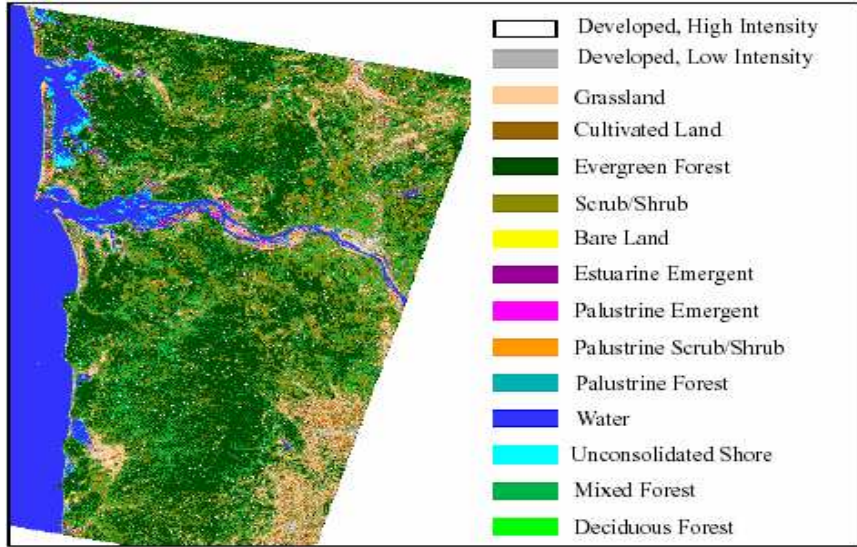 Developed, High Intensity
Developed, Low Intensity
Grassland
Cultivated Land
Evergreen Forest
Scrub/Shrub
Bare Land
Estuarine Emergent
Palustrine Emergent
Palustrine Scrub/Shrub
Palustrine Forest
Water
Unconsolidated Shore
Mixed Forest
Deciduous Forest